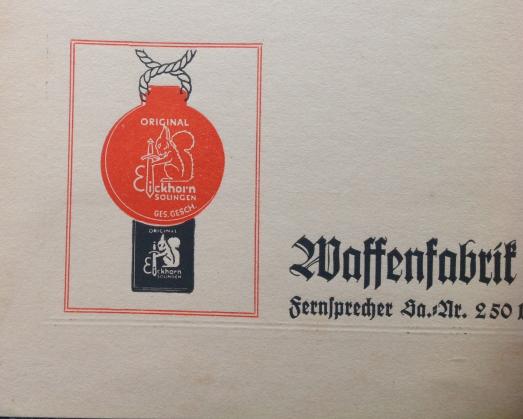 ORIGINAL
Eickhorn
SOLINGEN
GES. GESCH.
ORIGINAL
Eickhorn
SOLINGEN
Waffenfabrik
Fernsprecher Sa.-Nr. 250